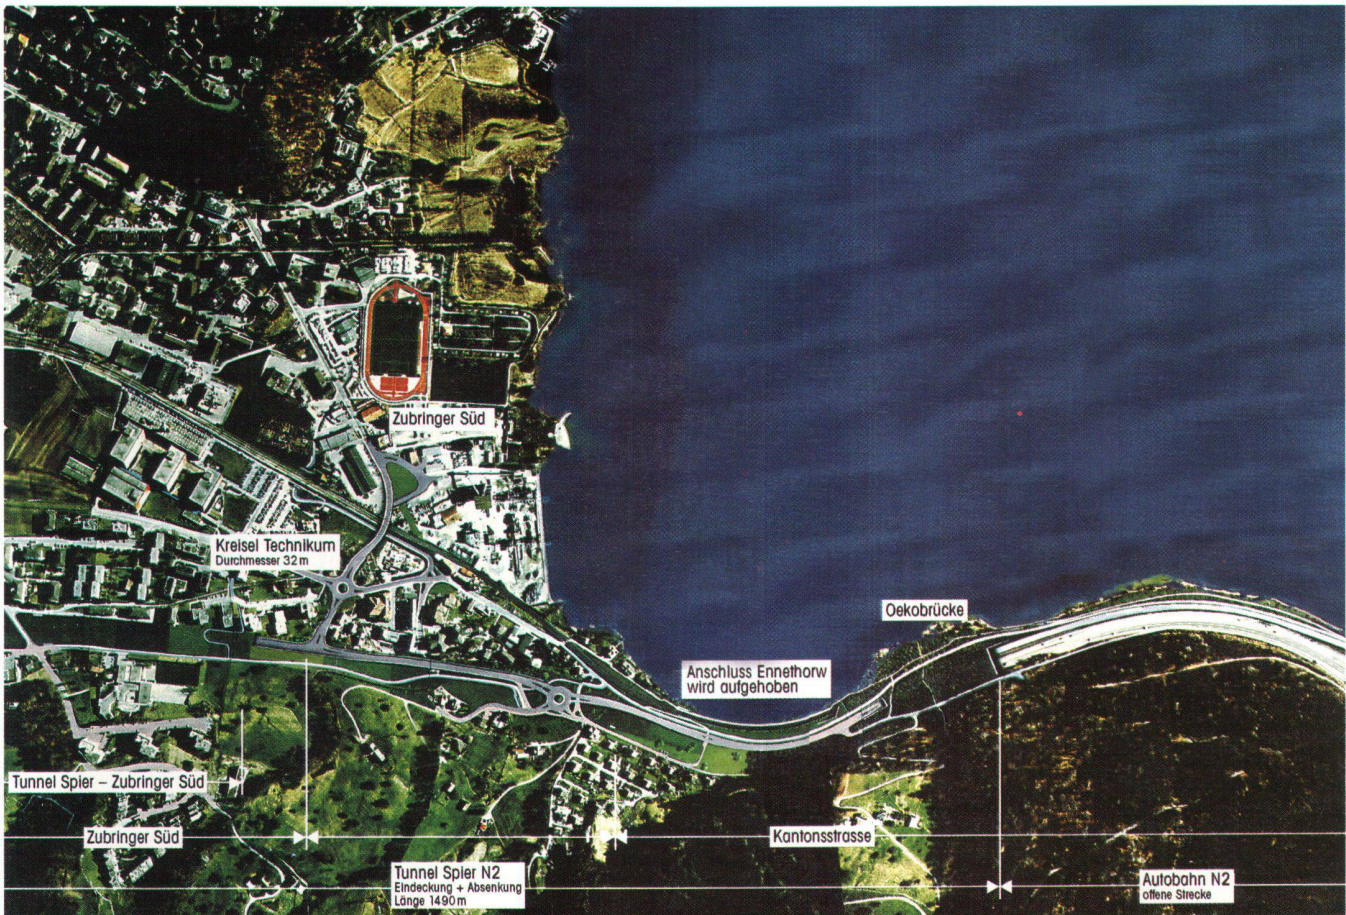 Zubringer Süd
Kreisel Technikum
Durchmesser 32 m
Oekobrücke
Anschluss Ennethorw
wird aufgehoben
Tunnel Spier – Zubringer Süd
Zubringer Süd
Kantonsstrasse
Tunnel Spier N2
Eindeckung + Absenkung
Länge 1490 m
Autobahn N2
offene Strecke